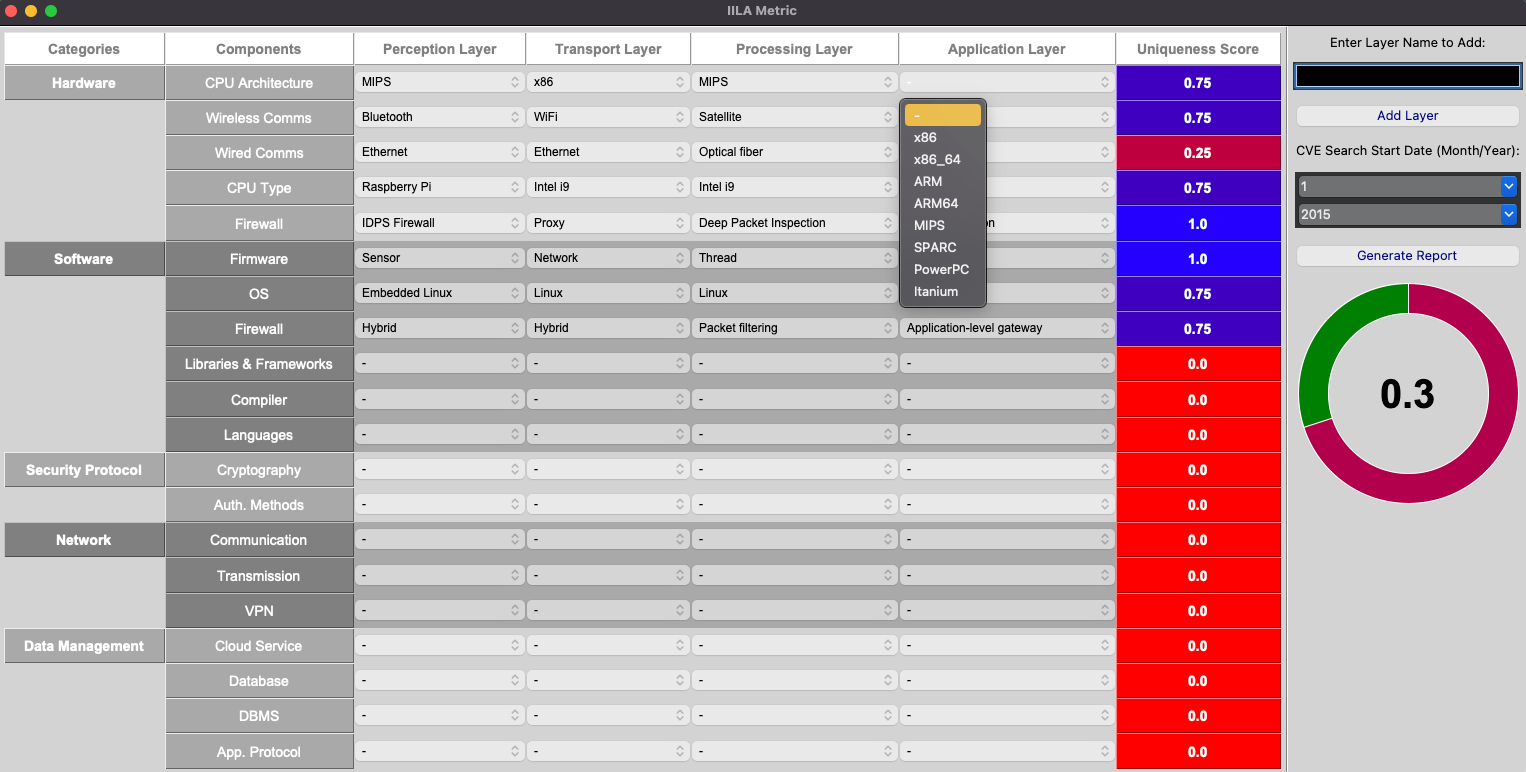 IILA Metric
Categories Components Perception Layer Transport Layer Processing Layer Application Layer Uniqueness Score
Hardware CPU Architecture MIPS x86 MIPS - 0.75
Wireless Comms Bluetooth WiFi Satellite 0.75
Wired Comms Ethernet Ethernet Optical fiber 0.25
CPU Type Raspberry Pi Intel i9 Intel i9 0.75
Firewall IDPS Firewall Proxy Deep Packet Inspection 1.0
Software Firmware Sensor Network Thread 1.0
OS Embedded Linux Linux Linux 0.75
Firewall Hybrid Hybrid Packet filtering Application-level gateway 0.75
Libraries & Frameworks - - - - 0.0
Compiler - - - - 0.0
Languages - - - - 0.0
Security Protocol Cryptography - - - - 0.0
Auth. Methods - - - - 0.0
Network Communication - - - - 0.0
Transmission - - - - 0.0
VPN - - - - 0.0
Data Management Cloud Service - - - - 0.0
Database - - - - 0.0
DBMS - - - - 0.0
App. Protocol - - - - 0.0
-
x86
x86_64
ARM
ARM64
MIPS
SPARC
PowerPC
Itanium
Enter Layer Name to Add:
Add Layer
CVE Search Start Date (Month/Year):
1
2015
Generate Report
0.3